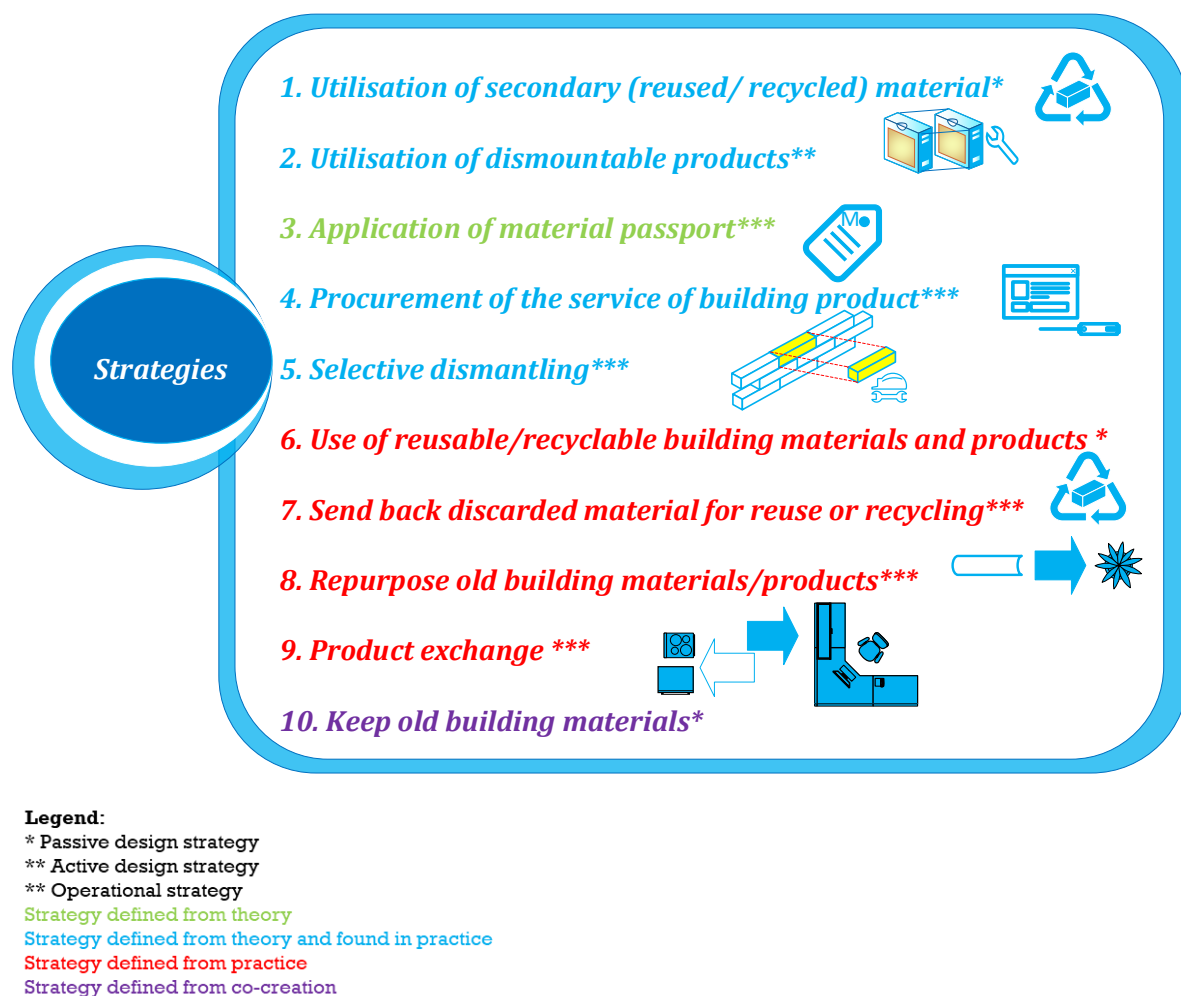 1. Utilisation of secondary (reused/ recycled) material*
2. Utilisation of dismountable products**
3. Application of material passport***
M
4. Procurement of the service of building product***
x
Strategies
5. Selective dismantling***
6. Use of reusable/recyclable building materials and products *
7. Send back discarded material for reuse or recycling***
8. Repurpose old building materials/products***
9. Product exchange ***
10. Keep old building materials*
Legend:
* Passive design strategy
** Active design strategy
** Operational strategy
Strategy defined from theory
Strategy defined from theory and found in practice
Strategy defined from practice
Strategy defined from co-creation